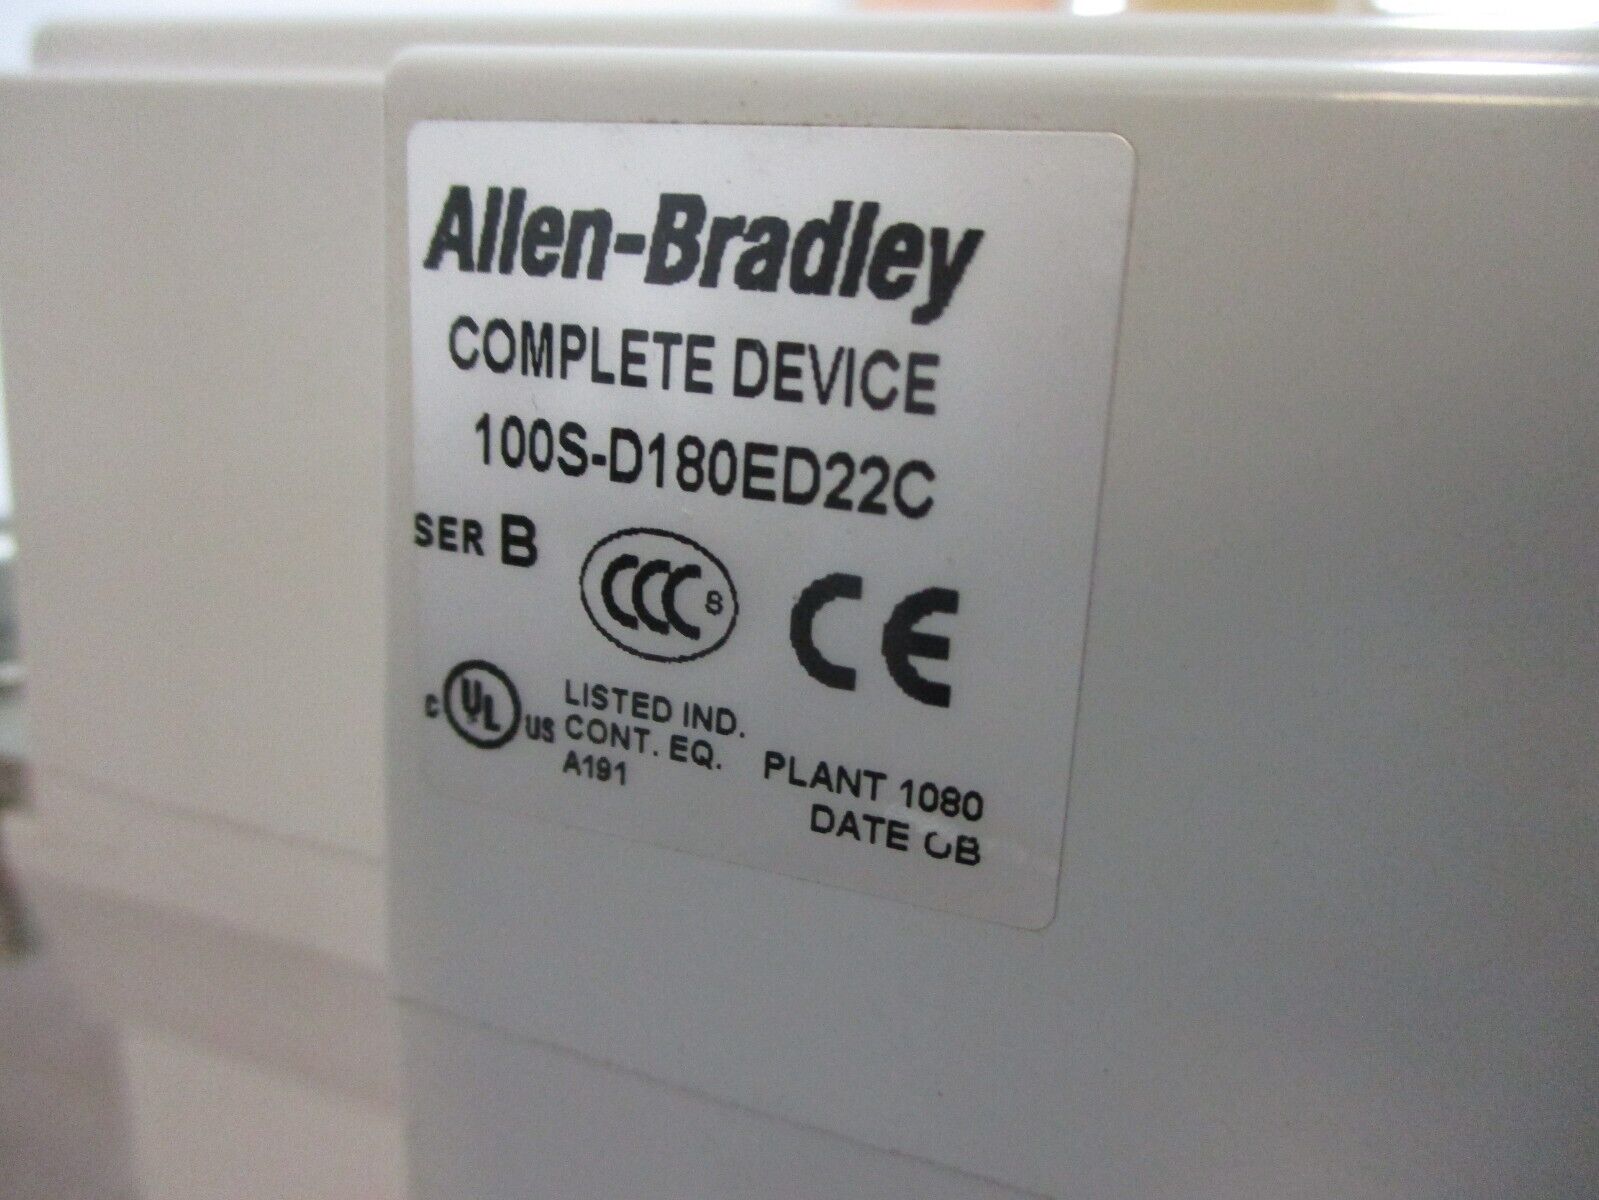 Allen-Bradley
COMPLETE DEVICE
100S-D180ED22C
SER B
CCC S
CE
C UL US
LISTED IND.
CONT. EQ.
A191
PLANT 1080
DATE